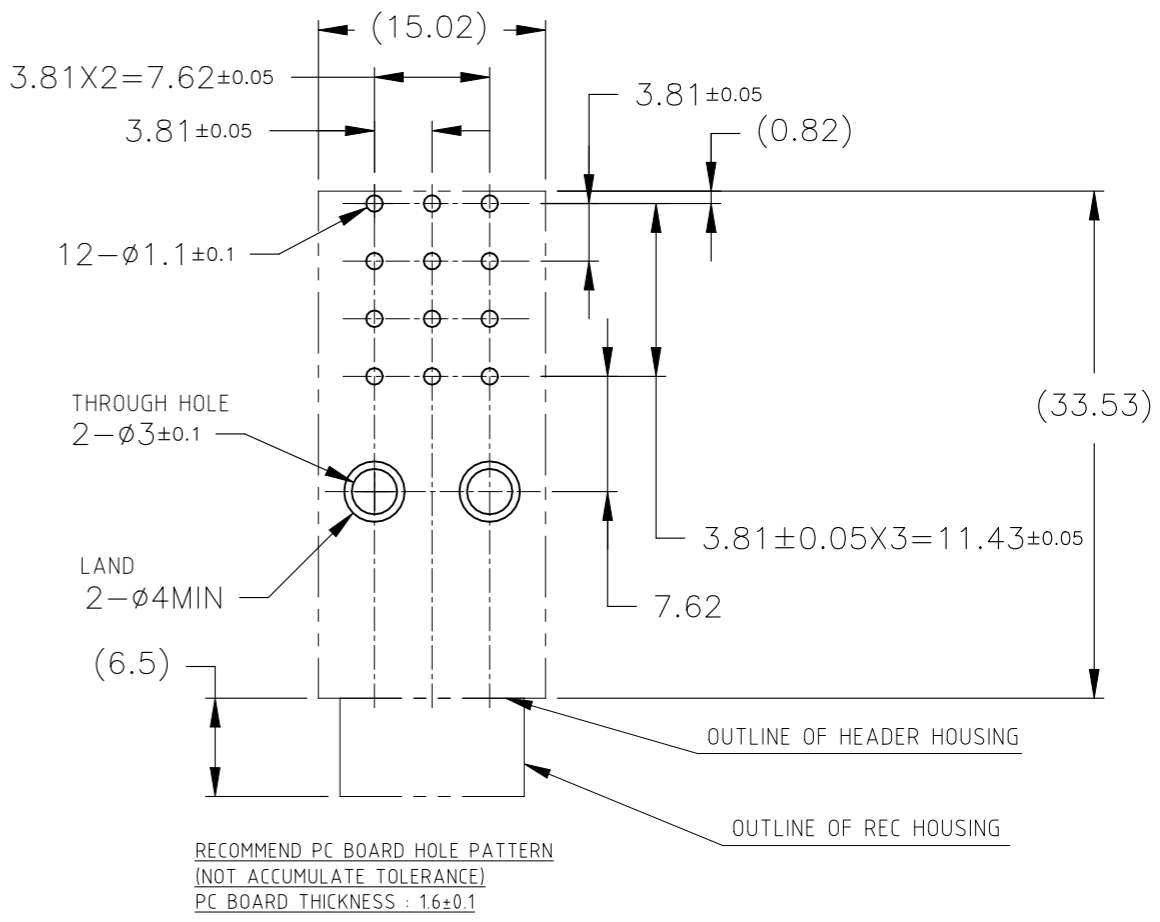 (15.02)
3.81X2=7.62±0.05
3.81±0.05
3.81±0.05
(0.82)
12-ø1.1±0.1
(33.53)
THROUGH HOLE
2-ø3±0.1
3.81±0.05X3=11.43±0.05
LAND
2-ø4MIN
7.62
(6.5)
OUTLINE OF HEADER HOUSING
OUTLINE OF REC HOUSING
RECOMMEND PC BOARD HOLE PATTERN
(NOT ACCUMULATE TOLERANCE)
PC BOARD THICKNESS : 1.6±0.1